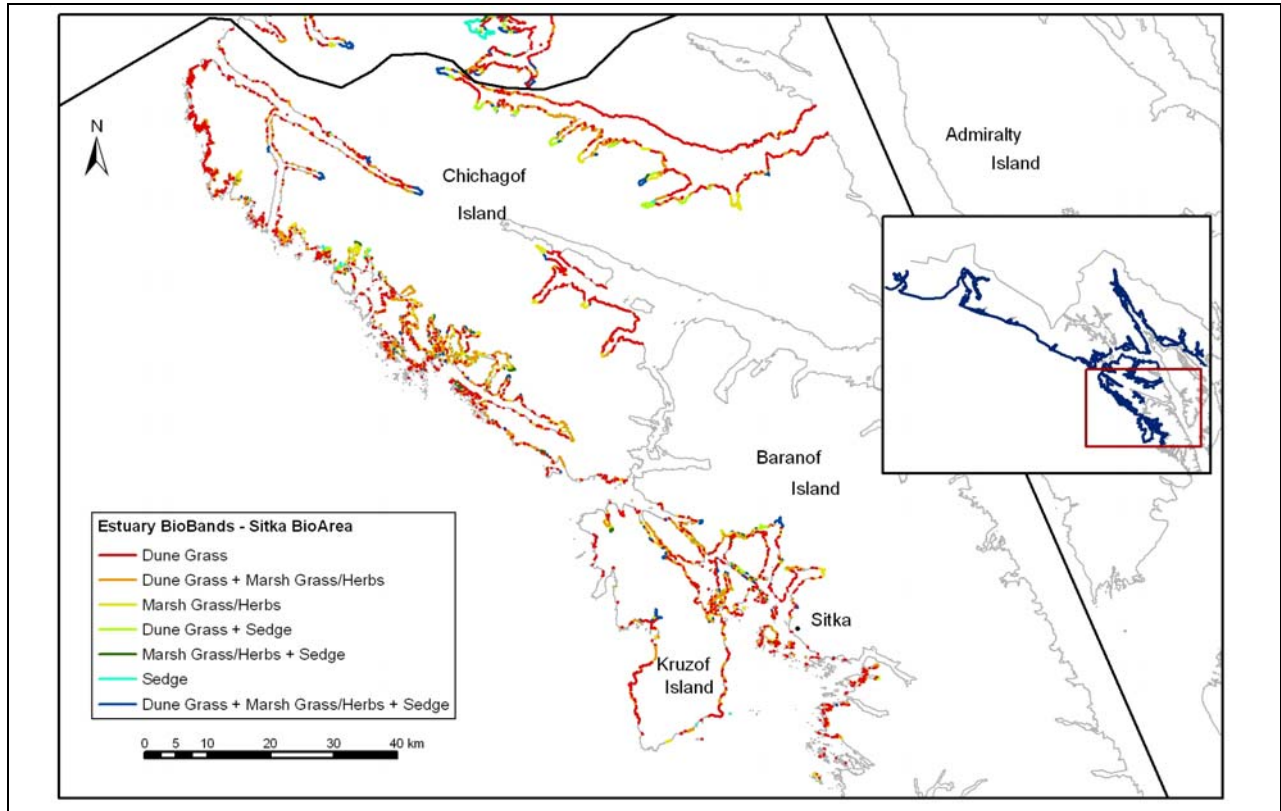 N
Admiralty
Island
Chichagof
Island
Baranof
Island
Sitka
Kruzof
Island
Estuary BioBands - Sitka BioArea
Dune Grass
Dune Grass + Marsh Grass/Herbs
Marsh Grass/Herbs
Dune Grass + Sedge
Marsh Grass/Herbs + Sedge
Sedge
Dune Grass + Marsh Grass/Herbs + Sedge
0 5 10 20 30 40 km